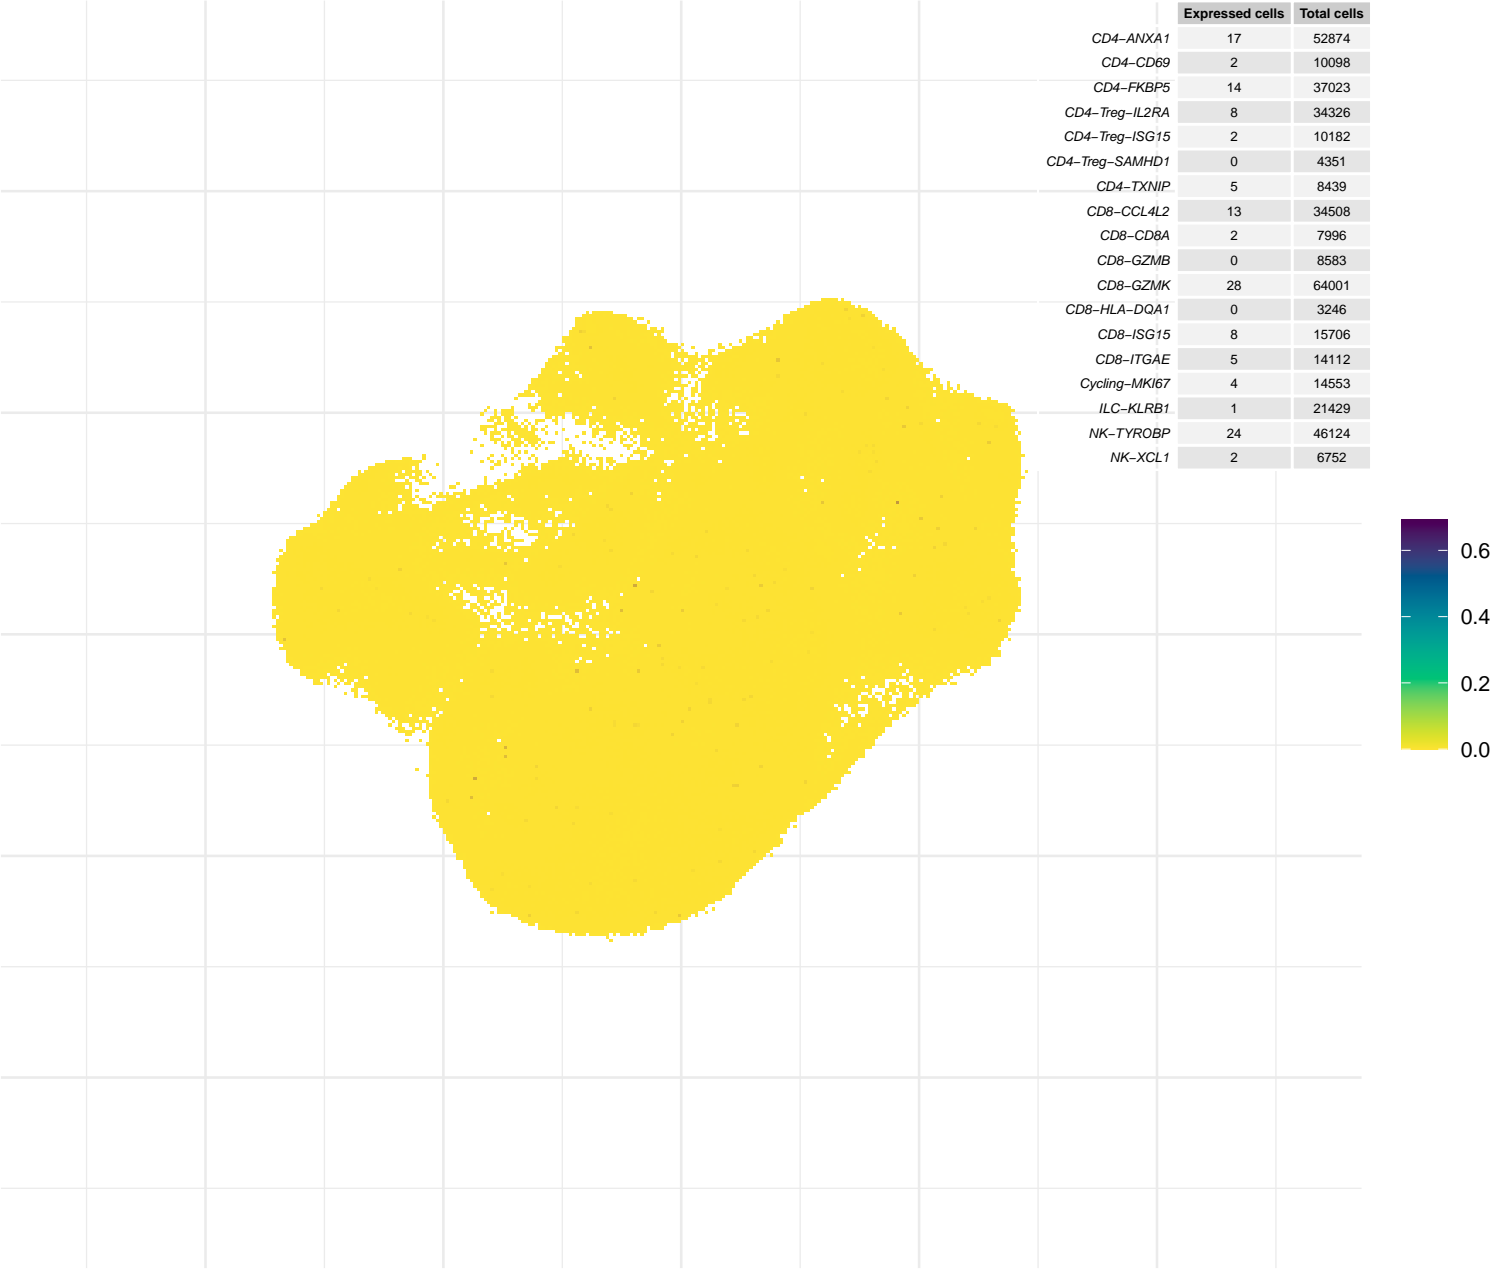 Expressed cells Total cells
CD4−ANXA1 17 52874
CD4−CD69 2 10098
CD4−FKBP5 14 37023
CD4−Treg−IL2RA 8 34326
CD4−Treg−ISG15 2 10182
CD4−Treg−SAMHD1 0 4351
CD4−TXNIP 5 8439
CD8−CCL4L2 13 34508
CD8−CD8A 2 7996
CD8−GZMB 0 8583
CD8−GZMK 28 64001
CD8−HLA−DQA1 0 3246
CD8−ISG15 8 15706
CD8−ITGAE 5 14112
Cycling−MKI67 4 14553
ILC−KLRB1 1 21429
NK−TYROBP 24 46124
NK−XCL1 2 6752
0.6
0.4
0.2
0.0